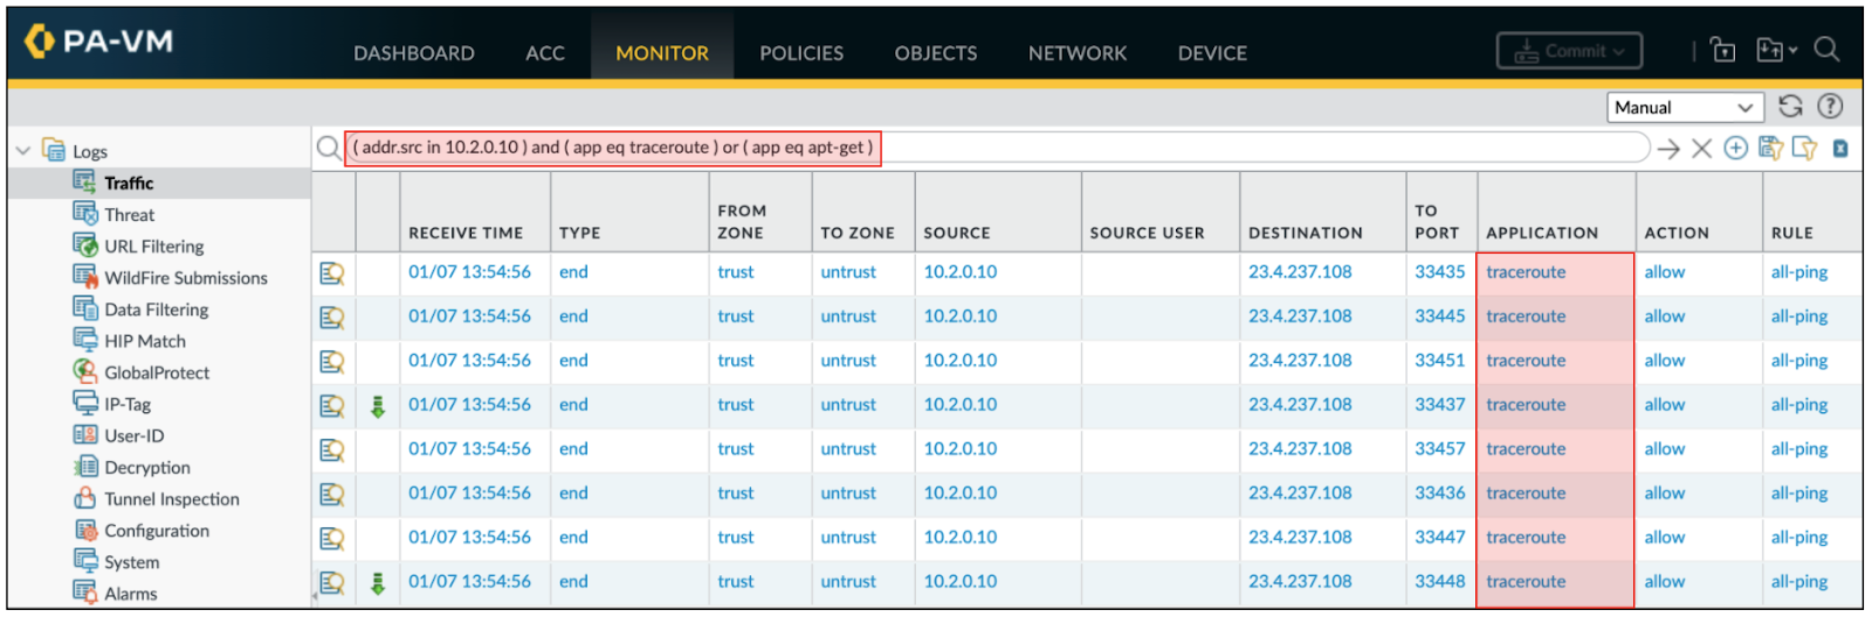 PA-VM
DASHBOARD ACC MONITOR POLICIES OBJECTS NETWORK DEVICE Commit
Manual
Logs
Traffic
Threat
URL Filtering
WildFire Submissions
Data Filtering
HIP Match
GlobalProtect
IP-Tag
User-ID
Decryption
Tunnel Inspection
Configuration
System
Alarms
( addr.src in 10.2.0.10 ) and ( app eq traceroute ) or ( app eq apt-get )
RECEIVE TIME TYPE FROM ZONE TO ZONE SOURCE SOURCE USER DESTINATION TO PORT APPLICATION ACTION RULE
01/07 13:54:56 end trust untrust 10.2.0.10 23.4.237.108 33435 traceroute allow all-ping
01/07 13:54:56 end trust untrust 10.2.0.10 23.4.237.108 33445 traceroute allow all-ping
01/07 13:54:56 end trust untrust 10.2.0.10 23.4.237.108 33451 traceroute allow all-ping
01/07 13:54:56 end trust untrust 10.2.0.10 23.4.237.108 33437 traceroute allow all-ping
01/07 13:54:56 end trust untrust 10.2.0.10 23.4.237.108 33457 traceroute allow all-ping
01/07 13:54:56 end trust untrust 10.2.0.10 23.4.237.108 33436 traceroute allow all-ping
01/07 13:54:56 end trust untrust 10.2.0.10 23.4.237.108 33447 traceroute allow all-ping
01/07 13:54:56 end trust untrust 10.2.0.10 23.4.237.108 33448 traceroute allow all-ping